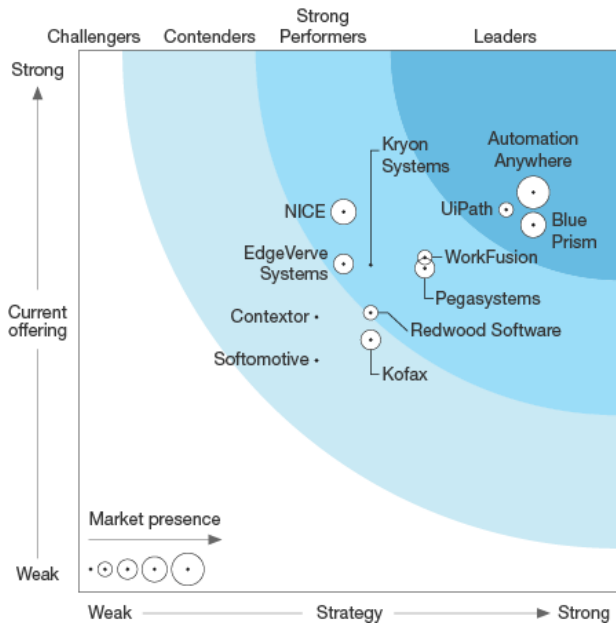 Challengers
Contenders
Strong
Performers
Leaders
Strong
Kryon
Systems
Automation
Anywhere
NICE
UiPath
Blue
Prism
EdgeVerve
Systems
WorkFusion
Pegasystems
Current
offering
Contextor
Redwood Software
Softomotive
Kofax
Market presence
Weak
Weak
Strategy
Strong